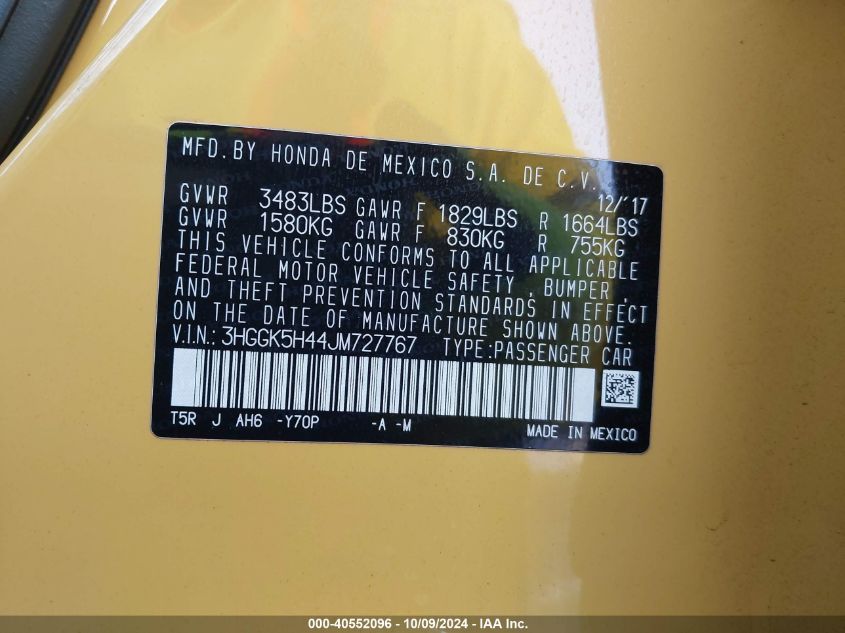 MFD. BY HONDA DE MEXICO S.A. DE C.V.
12/'17
GVWR 3483LBS GAWR F 1829LBS R 1664LBS
GVWR 1580KG GAWR F 830KG R 755KG
THIS VEHICLE CONFORMS TO ALL APPLICABLE
FEDERAL MOTOR VEHICLE SAFETY, BUMPER,
AND THEFT PREVENTION STANDARDS IN EFFECT
ON THE DATE OF MANUFACTURE SHOWN ABOVE.
V.I.N.: 3HGGK5H44JM727767 TYPE:PASSENGER CAR
T5R J AH6 -Y70P -A -M
MADE IN MEXICO
000-40552096 - 10/09/2024 - IAA Inc.